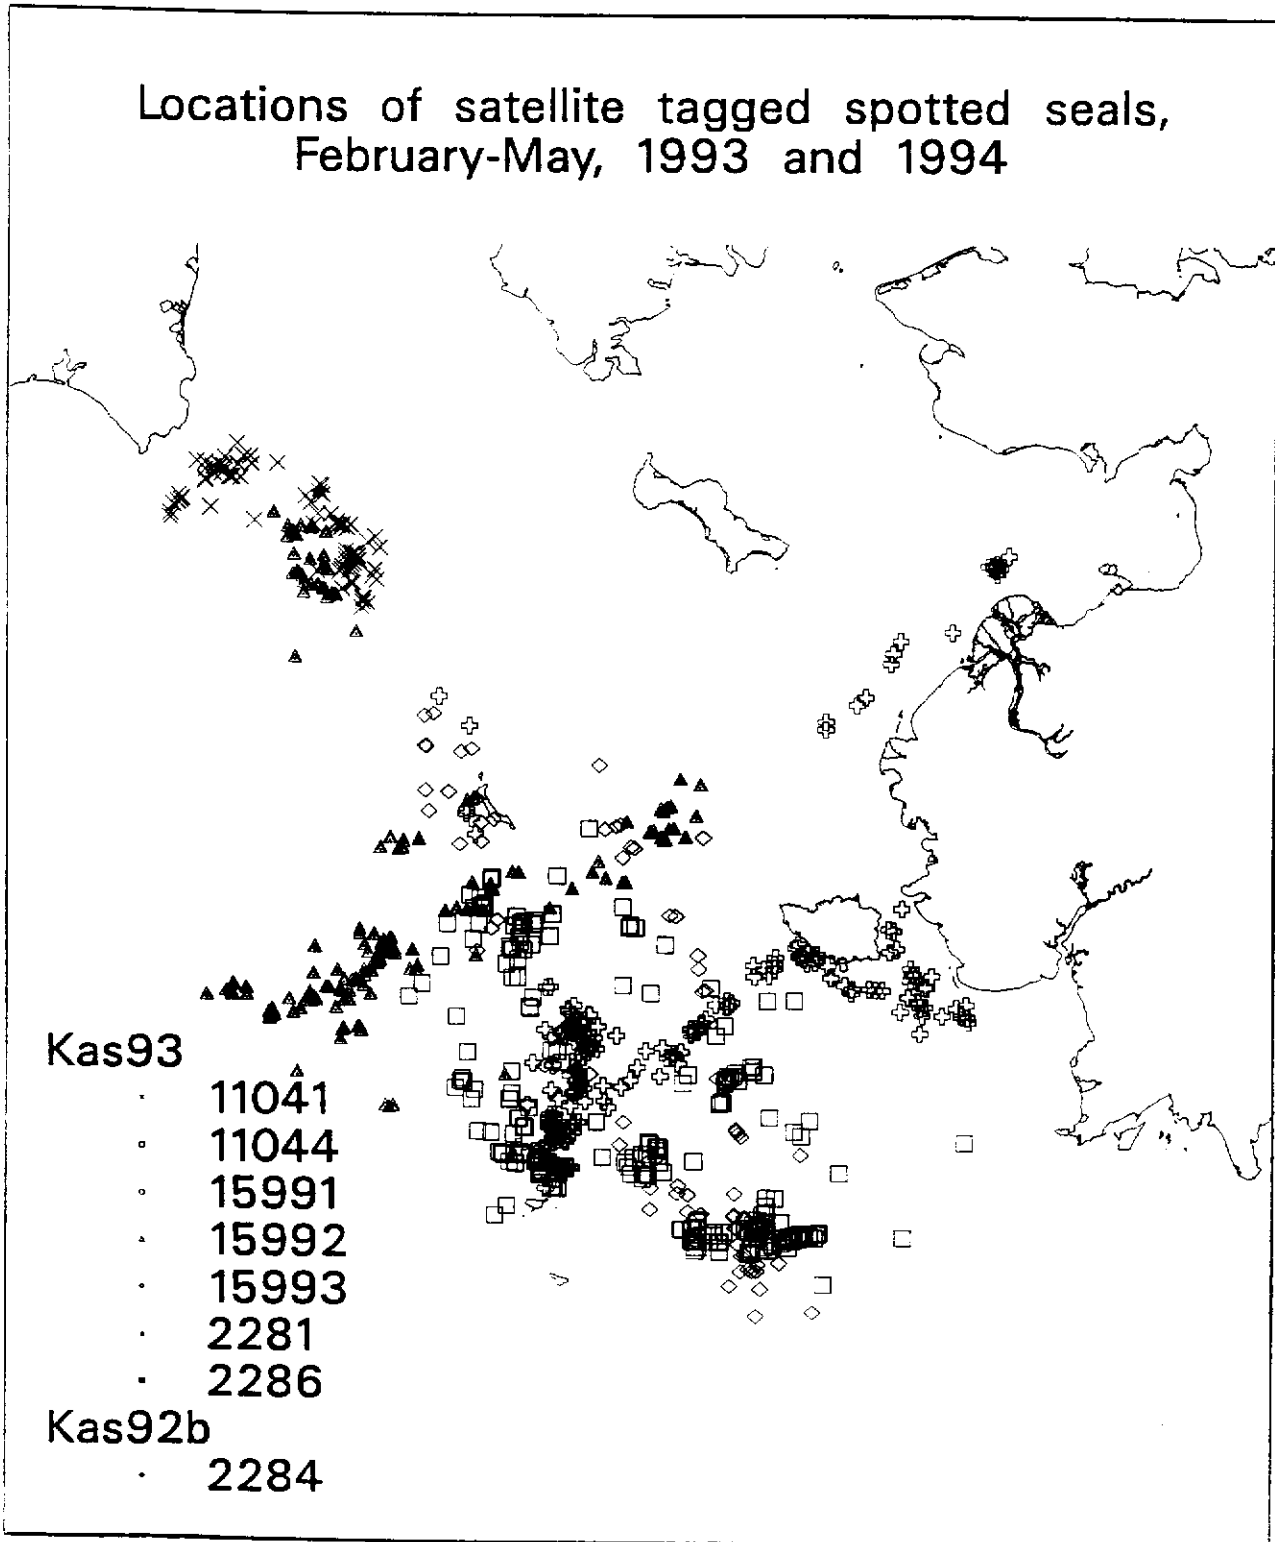 Locations of satellite tagged spotted seals,
February-May, 1993 and 1994
Kas93
11041
11044
15991
15992
15993
2281
2286
Kas92b
2284